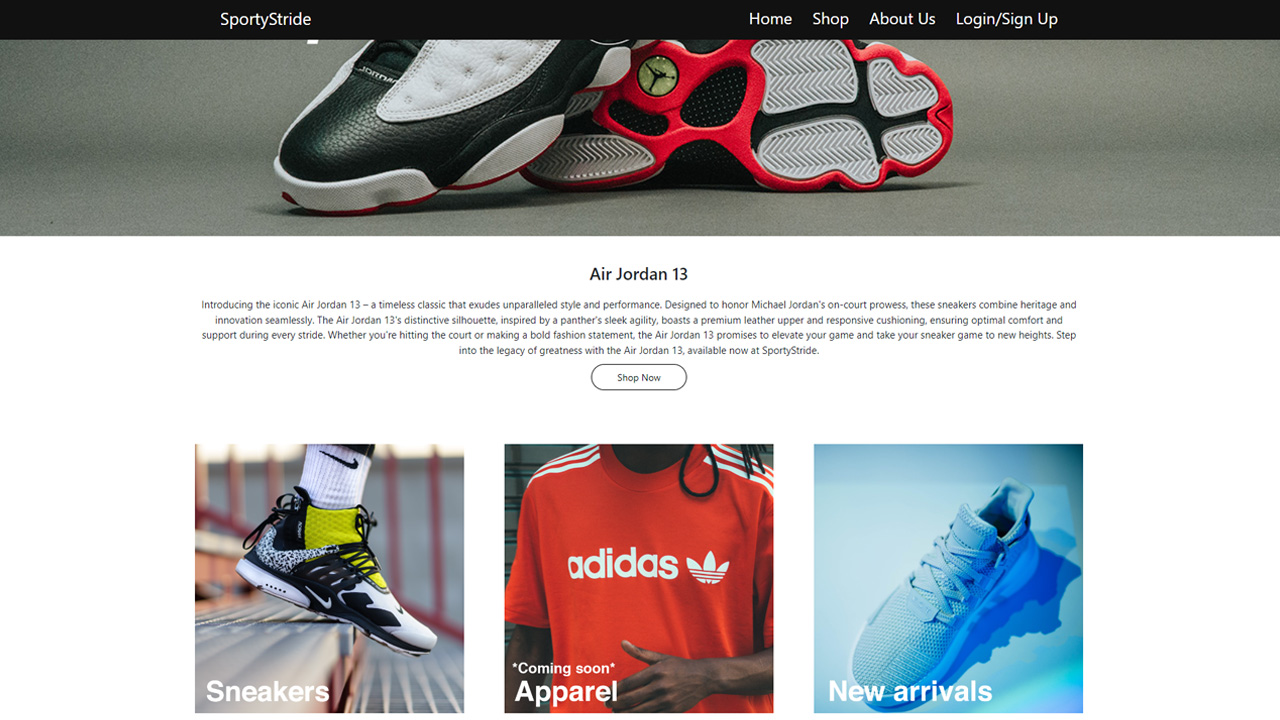 SportyStride
Home Shop About Us Login/Sign Up
JORDAN
Air Jordan 13
Introducing the iconic Air Jordan 13 – a timeless classic that exudes unparalleled style and performance. Designed to honor Michael Jordan's on-court prowess, these sneakers combine heritage and
innovation seamlessly. The Air Jordan 13's distinctive silhouette, inspired by a panther's sleek agility, boasts a premium leather upper and responsive cushioning, ensuring optimal comfort and
support during every stride. Whether you're hitting the court or making a bold fashion statement, the Air Jordan 13 promises to elevate your game and take your sneaker game to new heights. Step
into the legacy of greatness with the Air Jordan 13, available now at SportyStride.
Shop Now
adidas
Sneakers
*Coming soon*
Apparel
New arrivals